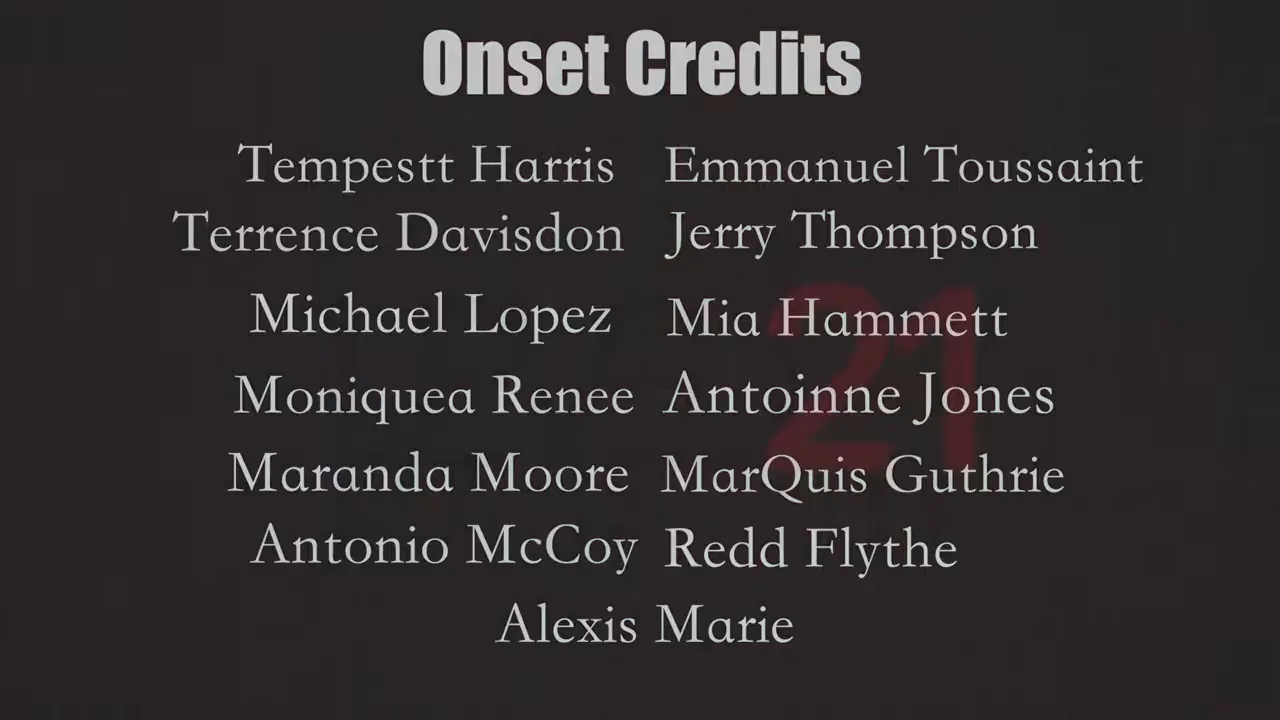 Onset Credits
Tempestt Harris Emmanuel Toussaint
Terrence Davisdon Jerry Thompson
Michael Lopez Mia Hammett
Moniquea Renee Antoinne Jones
Maranda Moore MarQuis Guthrie
Antonio McCoy Redd Flythe
Alexis Marie
21